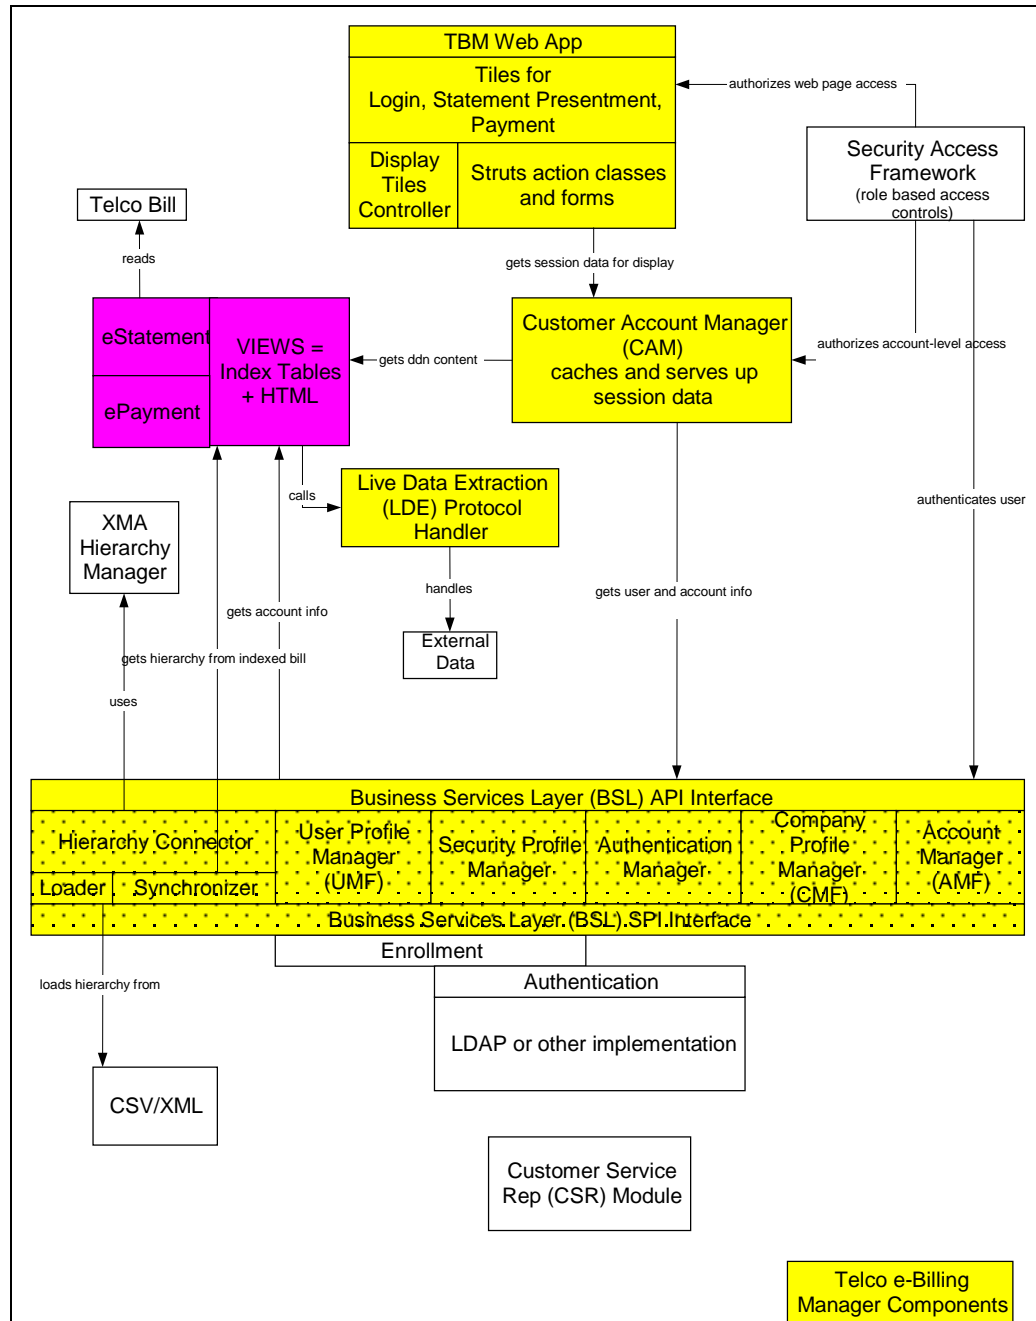 TBM Web App
Tiles for
Login, Statement Presentment,
Payment
Display
Tiles
Controller
Struts action classes
and forms
authorizes web page access
Security Access
Framework
(role based access
controls)
Telco Bill
reads
gets session data for display
eStatement
ePayment
VIEWS =
Index Tables
+ HTML
gets ddn content
Customer Account Manager
(CAM)
caches and serves up
session data
authorizes account-level access
calls
Live Data Extraction
(LDE) Protocol
Handler
authenticates user
XMA
Hierarchy
Manager
handles
gets user and account info
gets account info
External
Data
gets hierarchy from indexed bill
uses
Business Services Layer (BSL) API Interface
Hierarchy Connector
Loader
Synchronizer
User Profile
Manager
(UMF)
Security Profile
Manager
Authentication
Manager
Company
Profile
Manager
(CMF)
Account
Manager
(AMF)
Business Services Layer (BSL) SPI Interface
Enrollment
Authentication
LDAP or other implementation
loads hierarchy from
CSV/XML
Customer Service
Rep (CSR) Module
Telco e-Billing
Manager Components